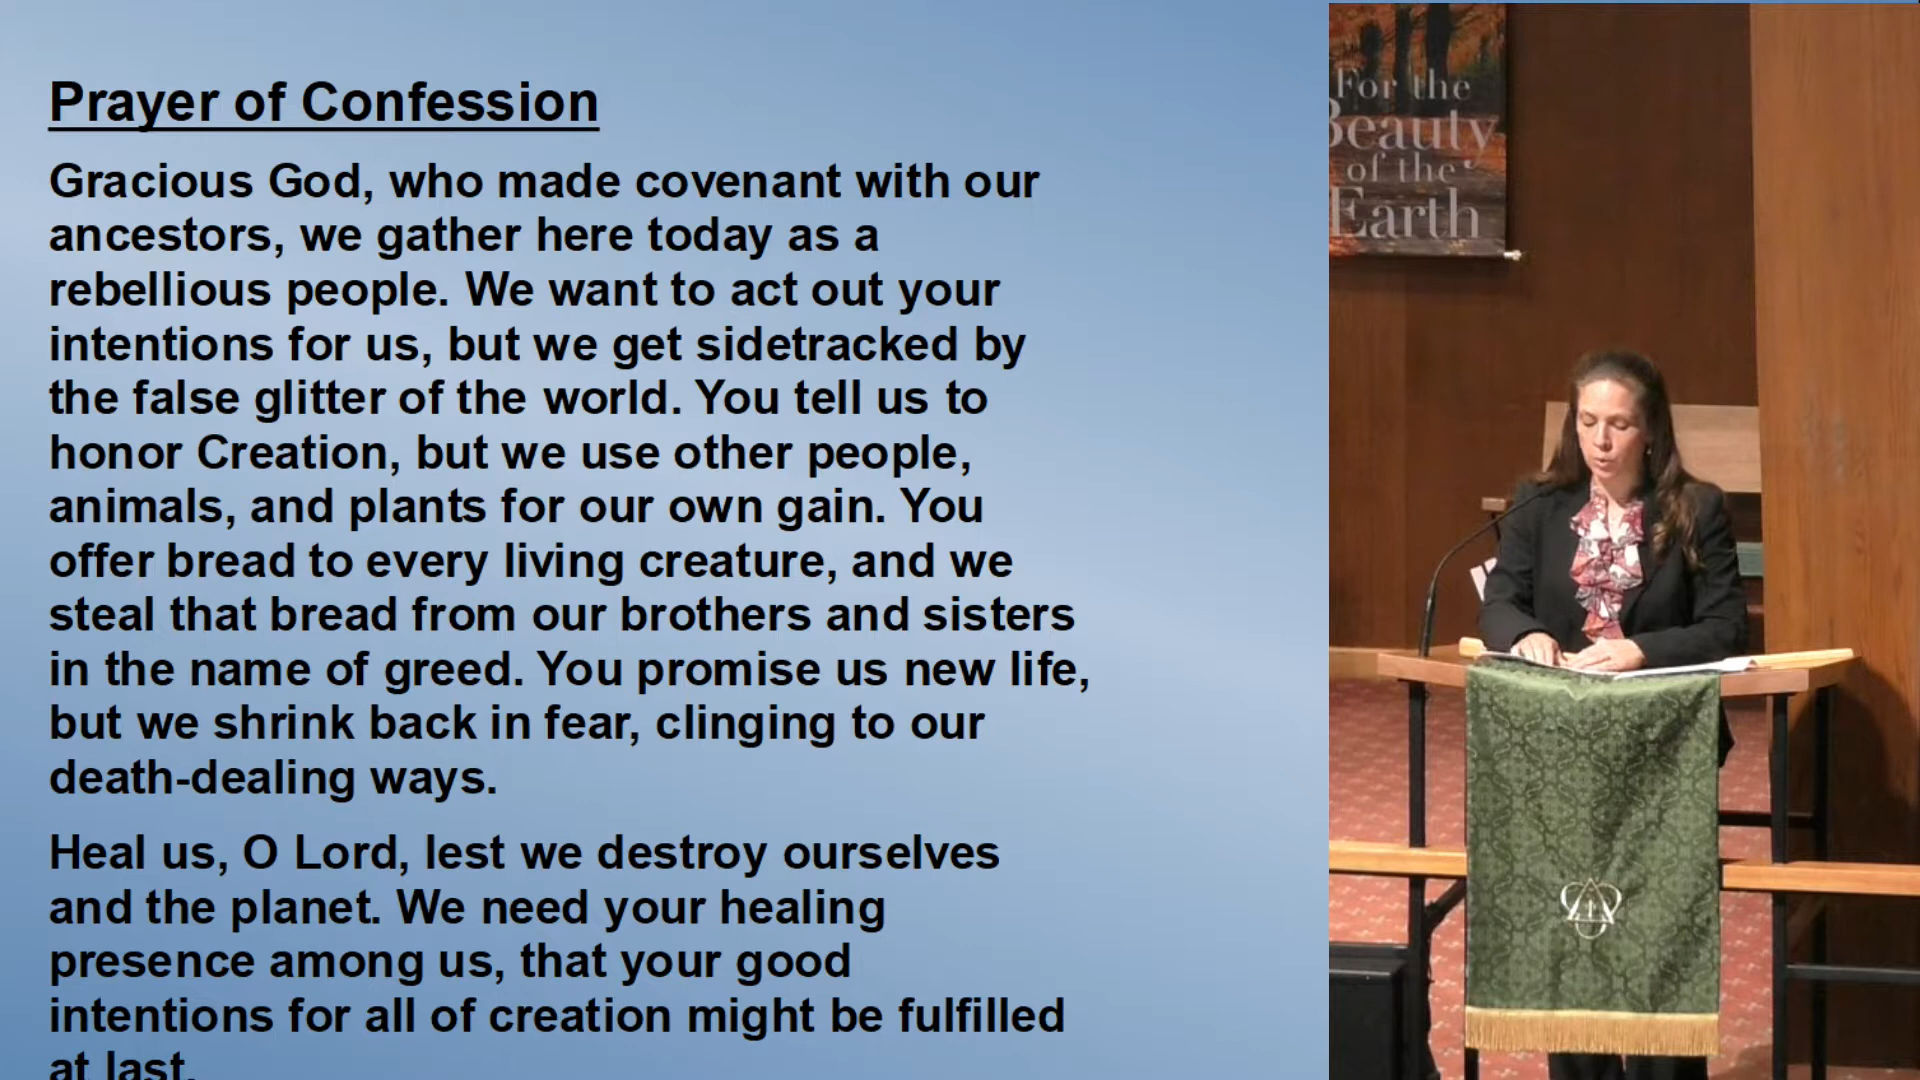 Prayer of Confession
Gracious God, who made covenant with our
ancestors, we gather here today as a
rebellious people. We want to act out your
intentions for us, but we get sidetracked by
the false glitter of the world. You tell us to
honor Creation, but we use other people,
animals, and plants for our own gain. You
offer bread to every living creature, and we
steal that bread from our brothers and sisters
in the name of greed. You promise us new life,
but we shrink back in fear, clinging to our
death-dealing ways.
Heal us, O Lord, lest we destroy ourselves
and the planet. We need your healing
presence among us, that your good
intentions for all of creation might be fulfilled
at last.
For the
Beauty
of the
Earth